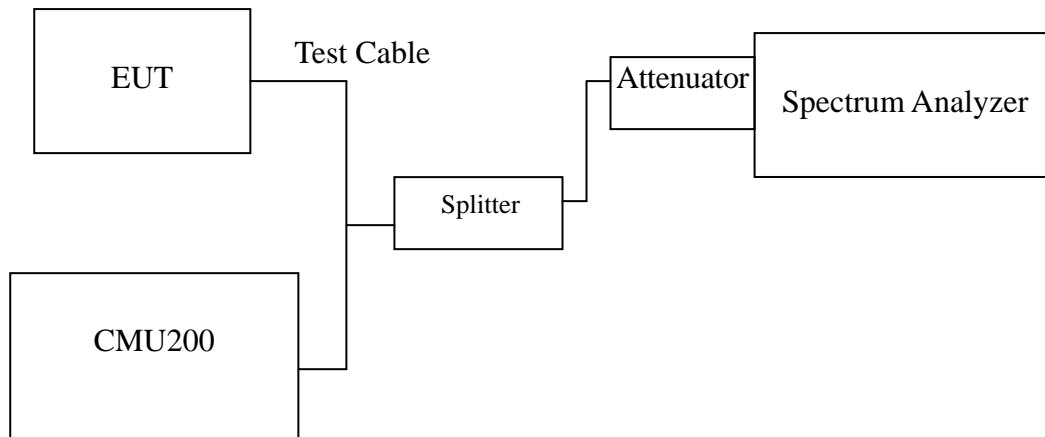 Test Cable
EUT
Attenuator
Spectrum Analyzer
Splitter
CMU200